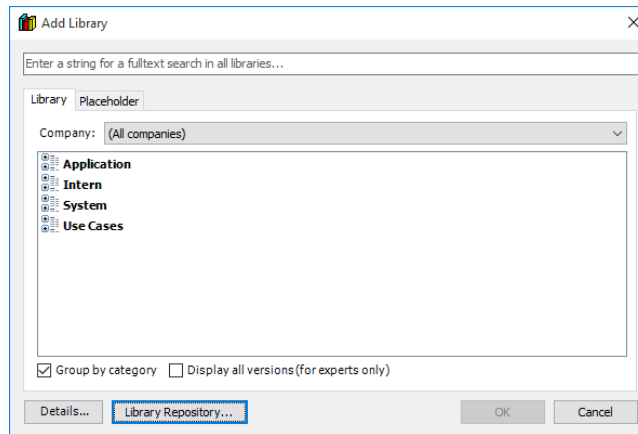 Add Library
Enter a string for a fulltext search in all libraries...
Library Placeholder
Company: (All companies)
Application
Intern
System
Use Cases
Group by category Display all versions (for experts only)
Details... Library Repository... OK Cancel